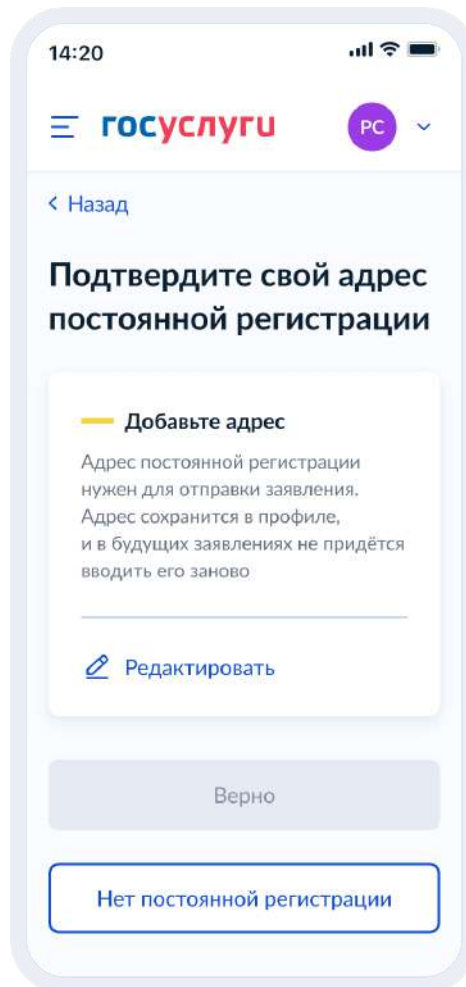 14:20
госуслуги
РС
Назад
Подтвердите свой адрес
постоянной регистрации
Добавьте адрес
Адрес постоянной регистрации
нужен для отправки заявления.
Адрес сохранится в профиле,
и в будущих заявлениях не придётся
вводить его заново
Редактировать
Верно
Нет постоянной регистрации